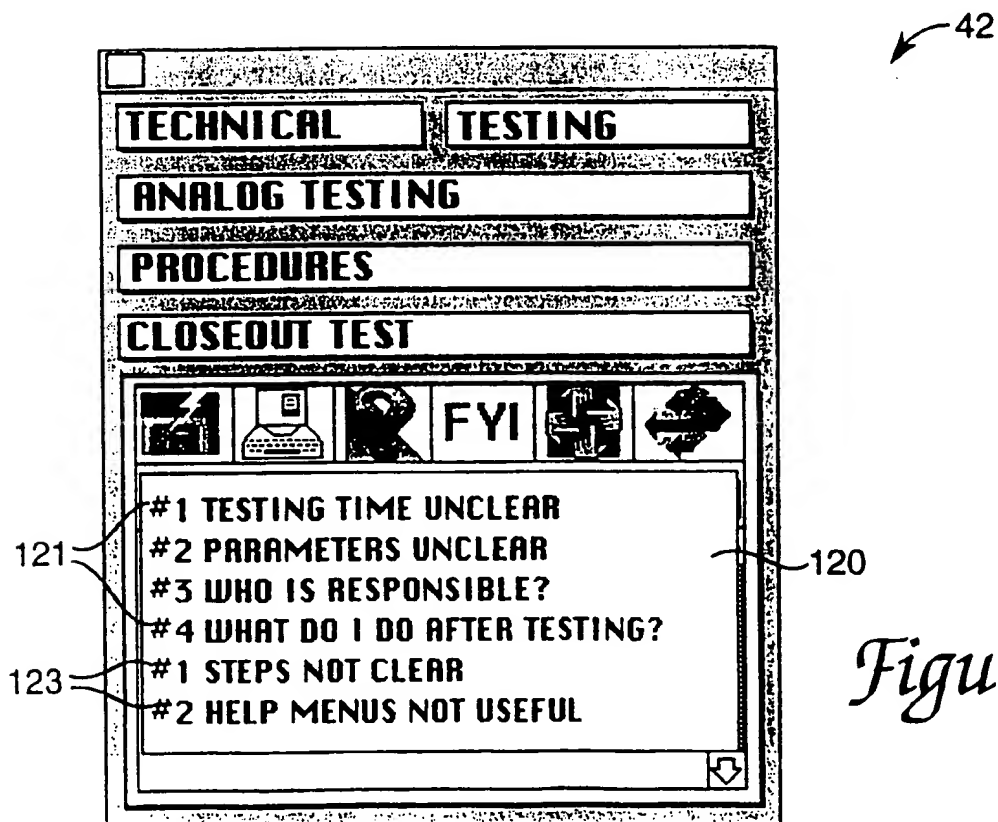 42
TECHNICAL TESTING
ANALOG TESTING
PROCEDURES
CLOSEOUT TEST
FYI
#1 TESTING TIME UNCLEAR
#2 PARAMETERS UNCLEAR
#3 WHO IS RESPONSIBLE?
#4 WHAT DO I DO AFTER TESTING?
#1 STEPS NOT CLEAR
#2 HELP MENUS NOT USEFUL
121
120
123
Figu